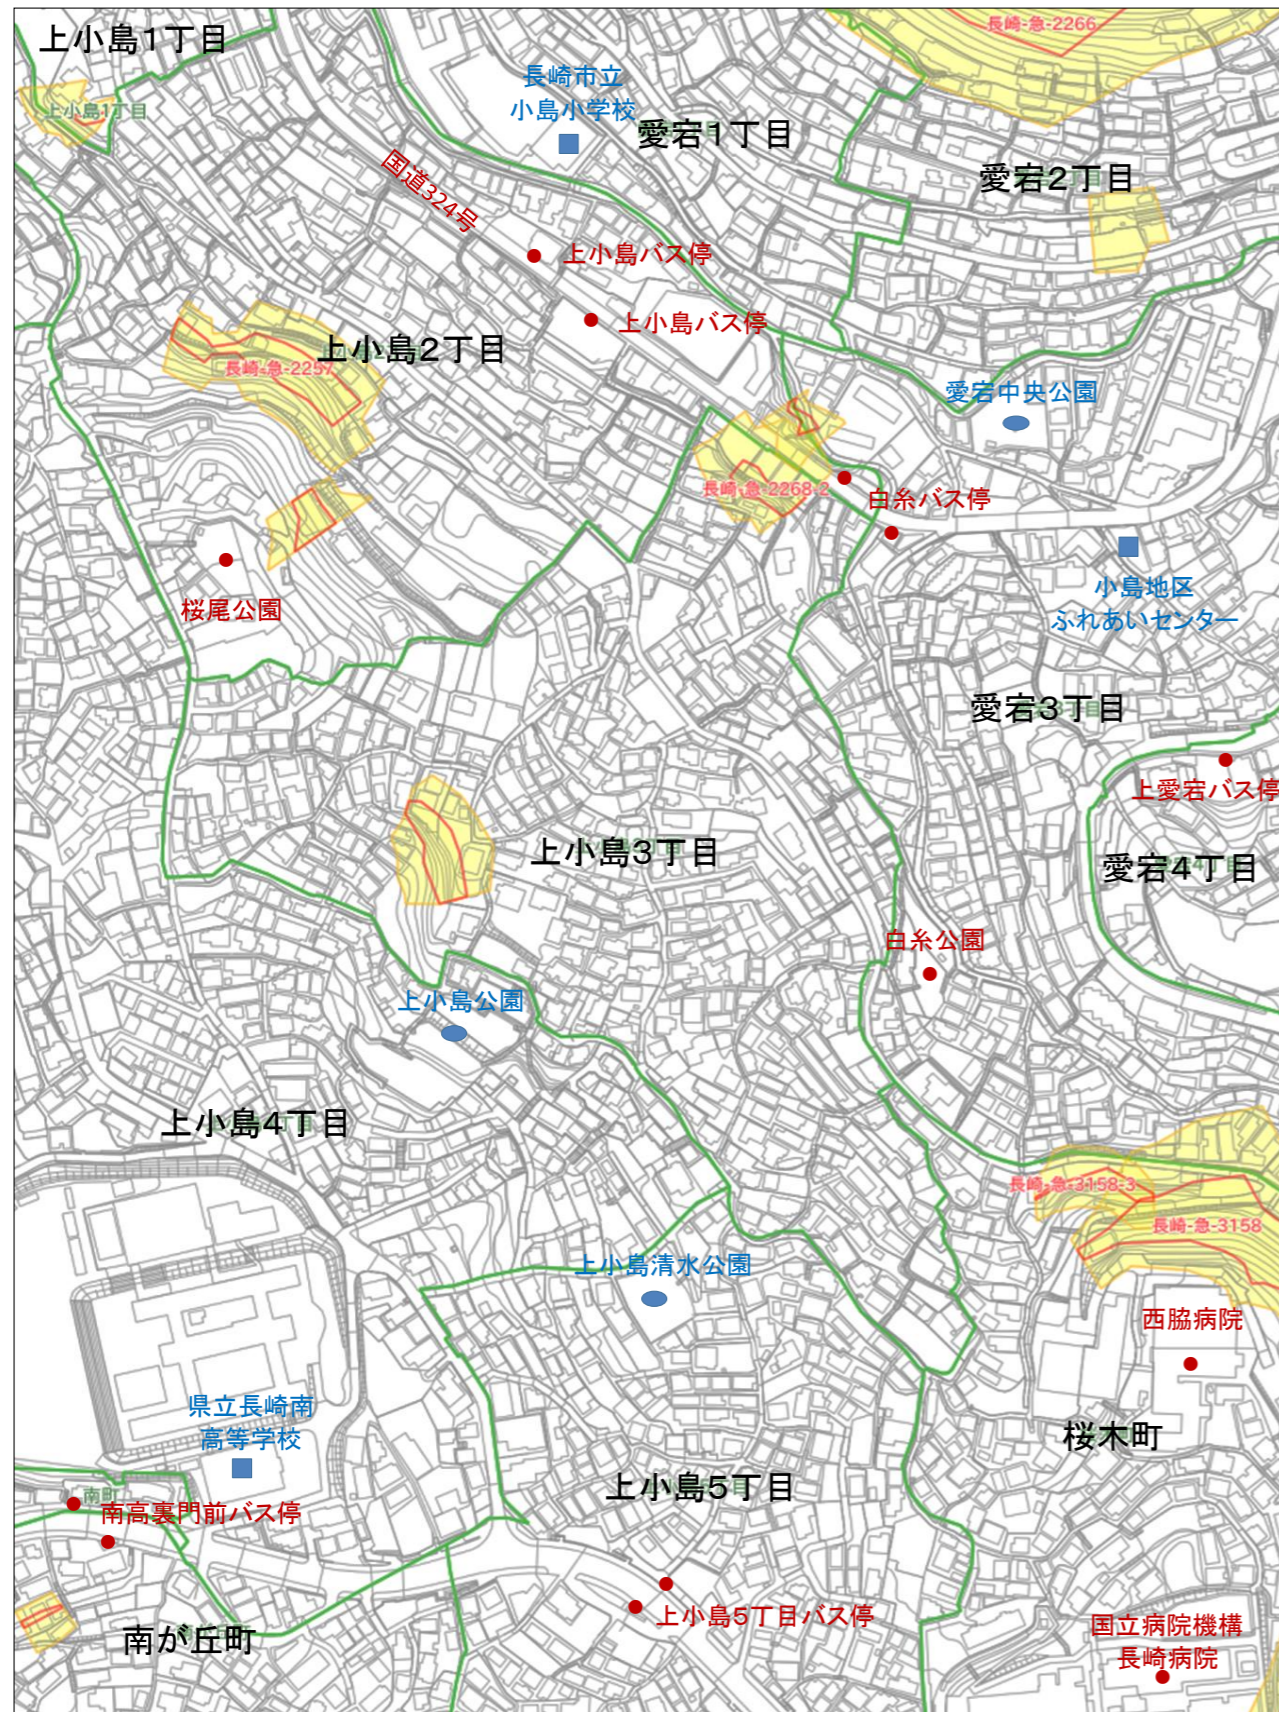 長崎-急-2266
上小島1丁目
長崎市立
小島小学校
上小島1丁目
愛宕1丁目
国道324号
愛宕2丁目
上小島バス停
上小島バス停
上小島2丁目
長崎-急-2257
愛宕中央公園
長崎-急-2268-2
白糸バス停
桜尾公園
小島地区
ふれあいセンター
愛宕3丁目
上愛宕バス停
上小島3丁目
愛宕4丁目
白糸公園
上小島公園
上小島4丁目
長崎-急-3158-3
長崎-急-3158
上小島清水公園
西脇病院
県立長崎南
高等学校
桜木町
上小島5丁目
南町
南高裏門前バス停
上小島5丁目バス停
南が丘町
国立病院機構
長崎病院